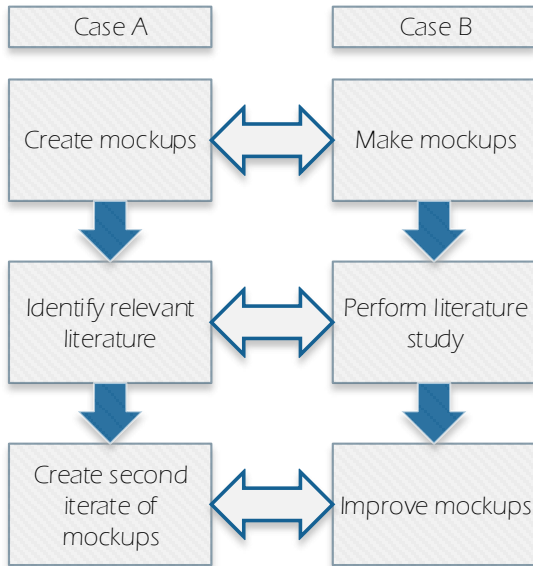 Case A
Case B
Create mockups
Make mockups
Identify relevant
literature
Perform literature
study
Create second
iterate of
mockups
Improve mockups